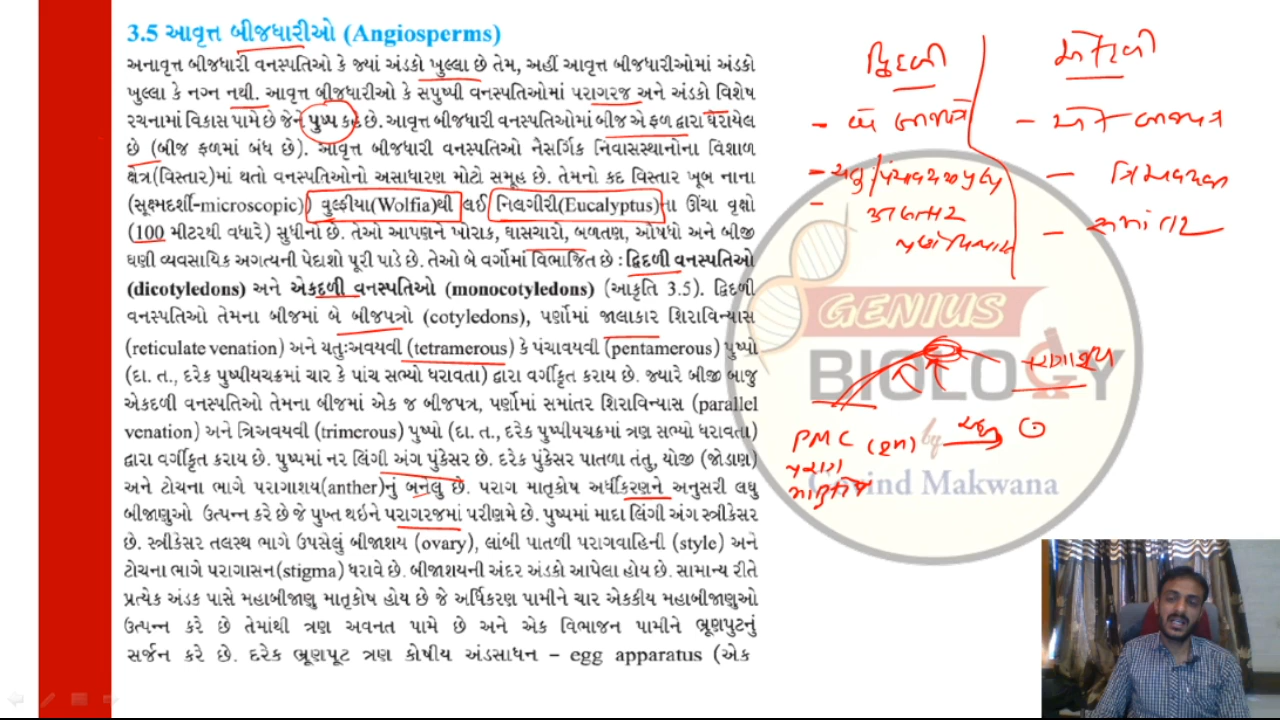 3.5 આવૃત્ત બીજધારીઓ (Angiosperms)
અનાવૃત્ત બીજધારી વનસ્પતિઓ કે જ્યાં અંડકો ખુલ્લા છે તેમ, અહીં આવૃત્ત બીજધારીઓમાં અંડકો
ખુલ્લા કે નગ્ન નથી. આવૃત્ત બીજધારીઓ કે સપુષ્પી વનસ્પતિઓમાં પરાગરજ અને અંડકો વિશેષ
રચનામાં વિકાસ પામે છે જેને પુષ્પ કહે છે. આવૃત્ત બીજધારી વનસ્પતિઓમાં બીજ એ ફળ દ્વારા ઘેરાયેલ
છે (બીજ ફળમાં બંધ છે). આવૃત્ત બીજધારી વનસ્પતિઓ નૈસર્ગિક નિવાસસ્થાનોના વિશાળ
ક્ષેત્ર(વિસ્તાર)માં થતો વનસ્પતિઓનો અસાધારણ મોટો સમૂહ છે. તેમનો કદ વિસ્તાર ખૂબ નાના
(સૂક્ષ્મદર્શી-microscopic) વુલ્ફીયા(Wolfia)થી લઈ નિલગીરી(Eucalyptus)ના ઊંચા વૃક્ષો
(100 મીટરથી વધારે) સુધીનો છે. તેઓ આપણને ખોરાક, ઘાસચારો, બળતણ, ઔષધો અને બીજી
ઘણી વ્યવસાયિક અગત્યની પેદાશો પૂરી પાડે છે. તેઓ બે વર્ગોમાં વિભાજિત છે : દ્વિદળી વનસ્પતિઓ
(dicotyledons) અને એકદળી વનસ્પતિઓ (monocotyledons) (આકૃતિ 3.5). દ્વિદળી
વનસ્પતિઓ તેમના બીજમાં બે બીજપત્રો (cotyledons), પર્ણોમાં જાલાકાર શિરાવિન્યાસ
(reticulate venation) અને ચતુઃઅવયવી (tetramerous) કે પંચાવયવી (pentamerous) પુષ્પો
(દા. ત., દરેક પુષ્પીયચક્રમાં ચાર કે પાંચ સભ્યો ધરાવતા) દ્વારા વર્ગીકૃત કરાય છે. જ્યારે બીજી બાજુ
એકદળી વનસ્પતિઓ તેમના બીજમાં એક જ બીજપત્ર, પર્ણોમાં સમાંતર શિરાવિન્યાસ (parallel
venation) અને ત્રિઅવયવી (trimerous) પુષ્પો (દા. ત., દરેક પુષ્પીયચક્રમાં ત્રણ સભ્યો ધરાવતા)
દ્વારા વર્ગીકૃત કરાય છે. પુષ્પમાં નર લિંગી અંગ પુંકેસર છે. દરેક પુંકેસર પાતળા તંતુ, યોજી (જોડાણ)
અને ટોચના ભાગે પરાગાશય(anther)નું બનેલુ છે. પરાગ માતૃકોષ અર્ધીકરણને અનુસરી લઘુ
બીજાણુઓ ઉત્પન્ન કરે છે જે પુખ્ત થઇને પરાગરજમાં પરીણમે છે. પુષ્પમાં માદા લિંગી અંગ સ્ત્રીકેસર
છે. સ્ત્રીકેસર તલસ્થ ભાગે ઉપસેલું બીજાશય (ovary), લાંબી પાતળી પરાગવાહિની (style) અને
ટોચના ભાગે પરાગાસન(stigma) ધરાવે છે. બીજાશયની અંદર અંડકો આપેલા હોય છે. સામાન્ય રીતે
પ્રત્યેક અંડક પાસે મહાબીજાણુ માતૃકોષ હોય છે જે અર્ધિકરણ પામીને ચાર એકકીય મહાબીજાણુઓ
ઉત્પન્ન કરે છે તેમાંથી ત્રણ અવનત પામે છે અને એક વિભાજન પામીને ભ્રૂણપુટનું
સર્જન કરે છે. દરેક ભ્રૂણપૂટ ત્રણ કોષીય અંડસાધન – egg apparatus (એક
દ્વિદળી
- બે બીજપત્રો
- ચતુ/પંચાવયવી પુષ્પ
- જાલાકાર
એકદળી
- એક બીજપત્ર
- ત્રિઅવયવી
- સમાંતર
GENIUS
BIOLOGY
by
Makwana
પરાગાશય
PMC (2n)
પરાગ
માતૃકોષ